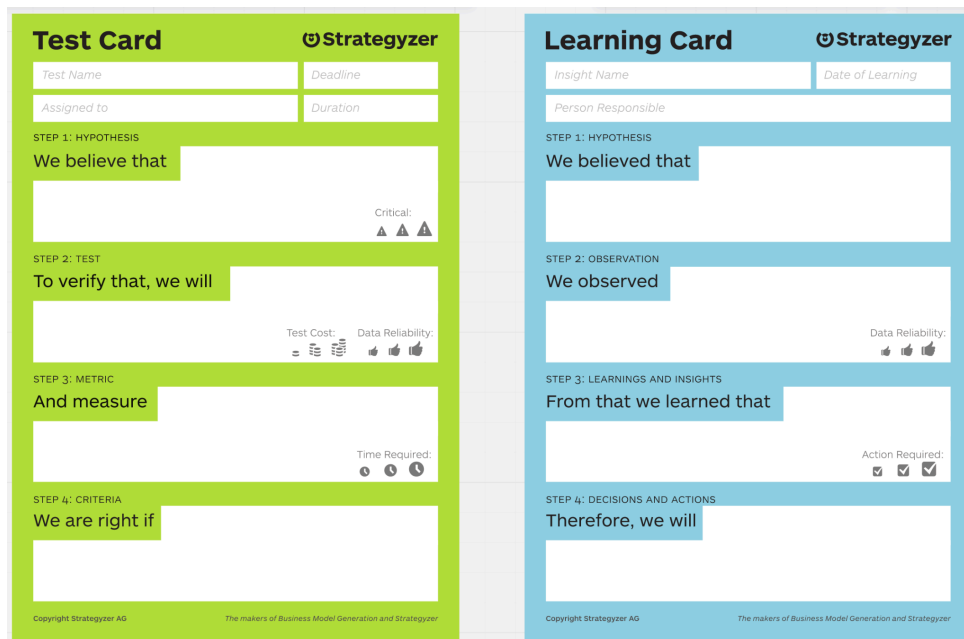 Test Card
Strategyzer
Test Name
Deadline
Assigned to
Duration
STEP 1: HYPOTHESIS
We believe that
Critical:
STEP 2: TEST
To verify that, we will
Test Cost:
Data Reliability:
STEP 3: METRIC
And measure
Time Required:
STEP 4: CRITERIA
We are right if
Copyright Strategyzer AG
The makers of Business Model Generation and Strategyzer
Learning Card
Strategyzer
Insight Name
Date of Learning
Person Responsible
STEP 1: HYPOTHESIS
We believed that
STEP 2: OBSERVATION
We observed
Data Reliability:
STEP 3: LEARNINGS AND INSIGHTS
From that we learned that
Action Required:
STEP 4: DECISIONS AND ACTIONS
Therefore, we will
Copyright Strategyzer AG
The makers of Business Model Generation and Strategyzer